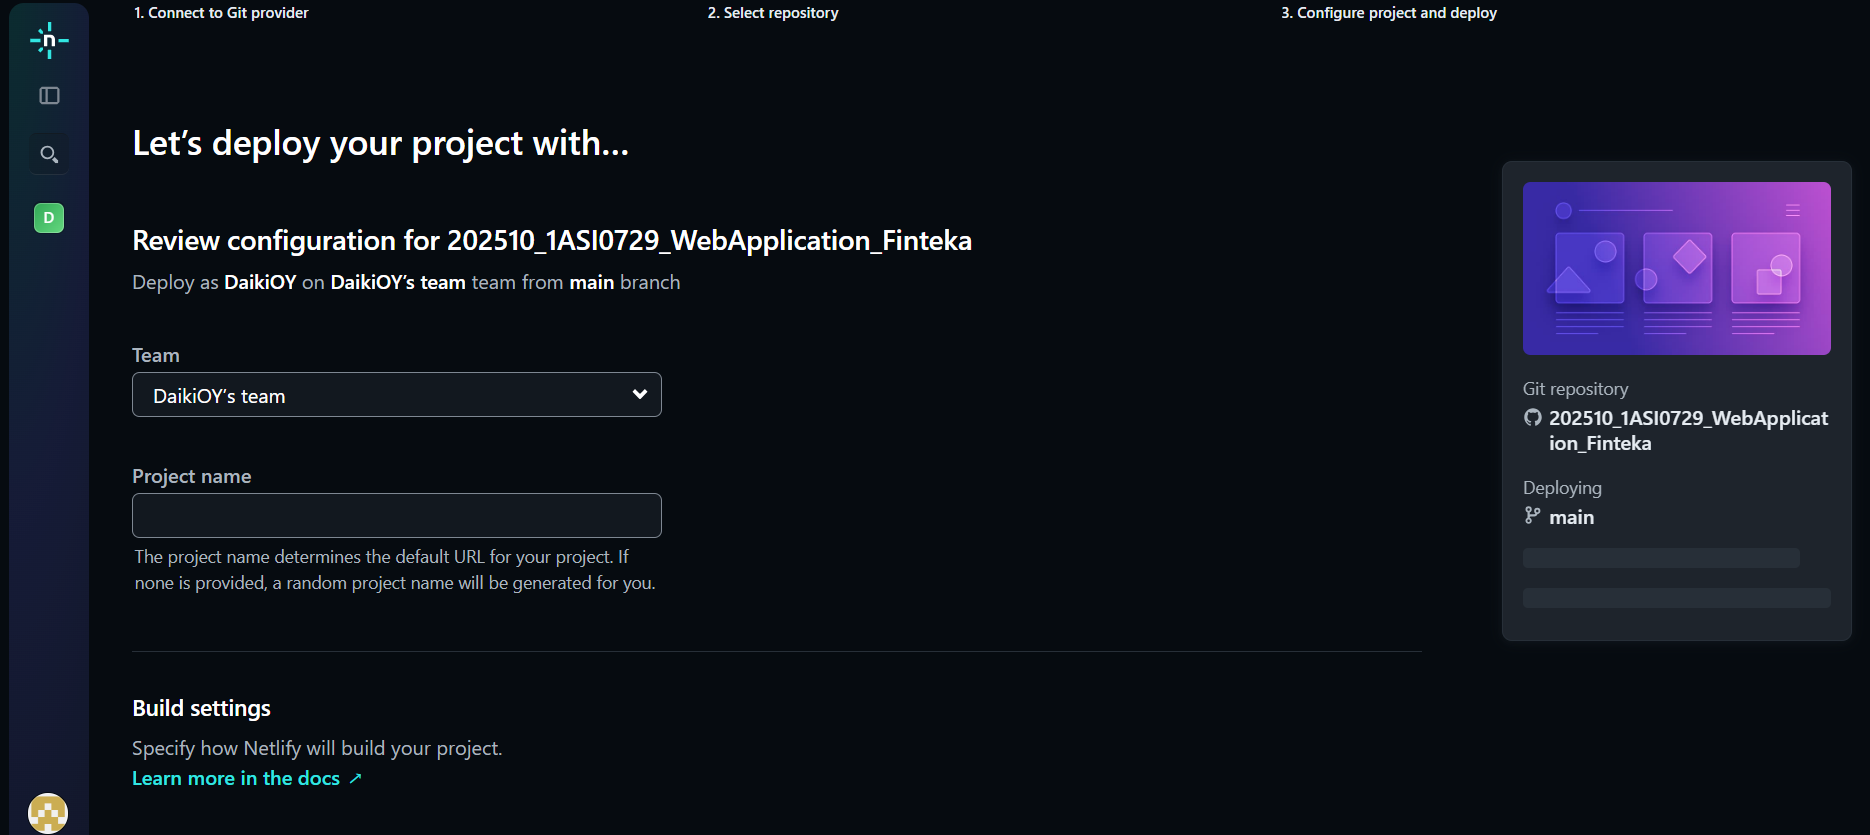 1. Connect to Git provider
2. Select repository
3. Configure project and deploy
n
D
Let’s deploy your project with…
Review configuration for 202510_1ASI0729_WebApplication_Finteka
Deploy as DaikiOY on DaikiOY’s team team from main branch
Team
DaikiOY’s team
Project name
The project name determines the default URL for your project. If
none is provided, a random project name will be generated for you.
Build settings
Specify how Netlify will build your project.
Learn more in the docs ↗
Git repository
202510_1ASI0729_WebApplicat
ion_Finteka
Deploying
main